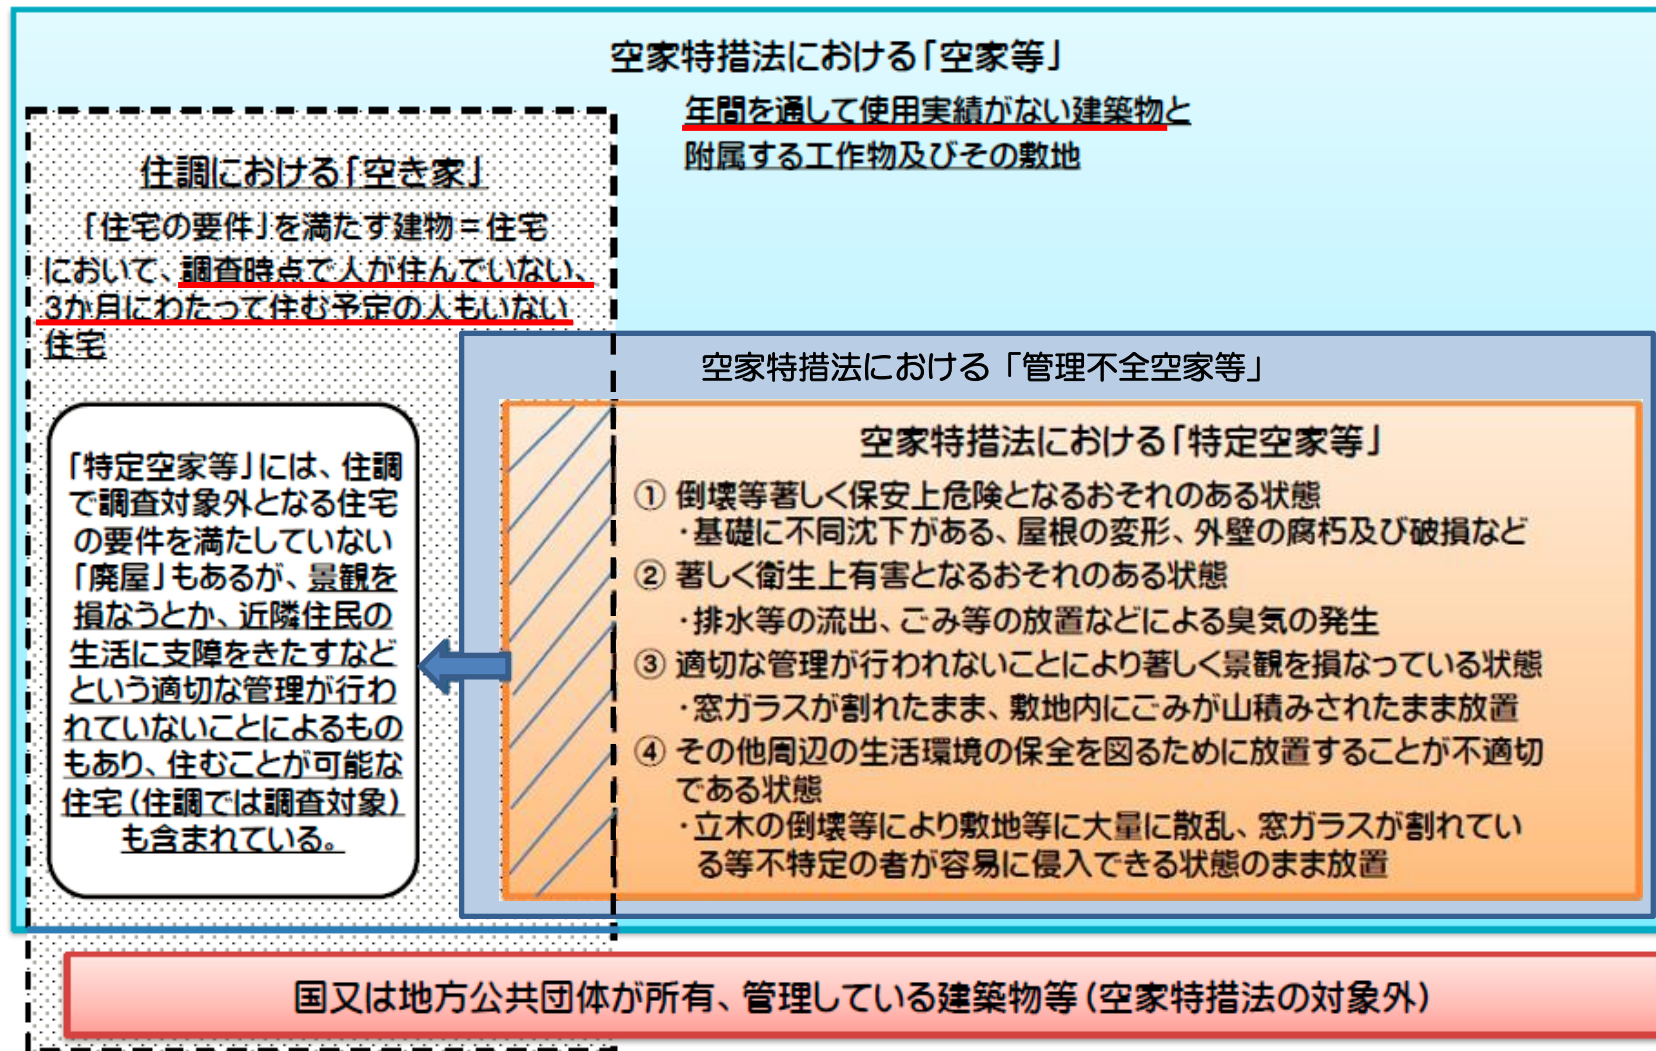 空家特措法における「空家等」
年間を通して使用実績がない建築物と
附属する工作物及びその敷地
住調における「空き家」
「住宅の要件」を満たす建物＝住宅
において、調査時点で人が住んでいない、
3か月にわたって住む予定の人もいない
住宅
空家特措法における「管理不全空家等」
「特定空家等」には、住調
で調査対象外となる住宅
の要件を満たしていない
「廃屋」もあるが、景観を
損なうとか、近隣住民の
生活に支障をきたすなど
という適切な管理が行わ
れていないことによるもの
もあり、住むことが可能な
住宅（住調では調査対象）
も含まれている。
空家特措法における「特定空家等」
① 倒壊等著しく保安上危険となるおそれのある状態
・基礎に不同沈下がある、屋根の変形、外壁の腐朽及び破損など
② 著しく衛生上有害となるおそれのある状態
・排水等の流出、ごみ等の放置などによる臭気の発生
③ 適切な管理が行われないことにより著しく景観を損なっている状態
・窓ガラスが割れたまま、敷地内にごみが山積みされたまま放置
④ その他周辺の生活環境の保全を図るために放置することが不適切
である状態
・立木の倒壊等により敷地等に大量に散乱、窓ガラスが割れてい
る等不特定の者が容易に侵入できる状態のまま放置
国又は地方公共団体が所有、管理している建築物等（空家特措法の対象外）